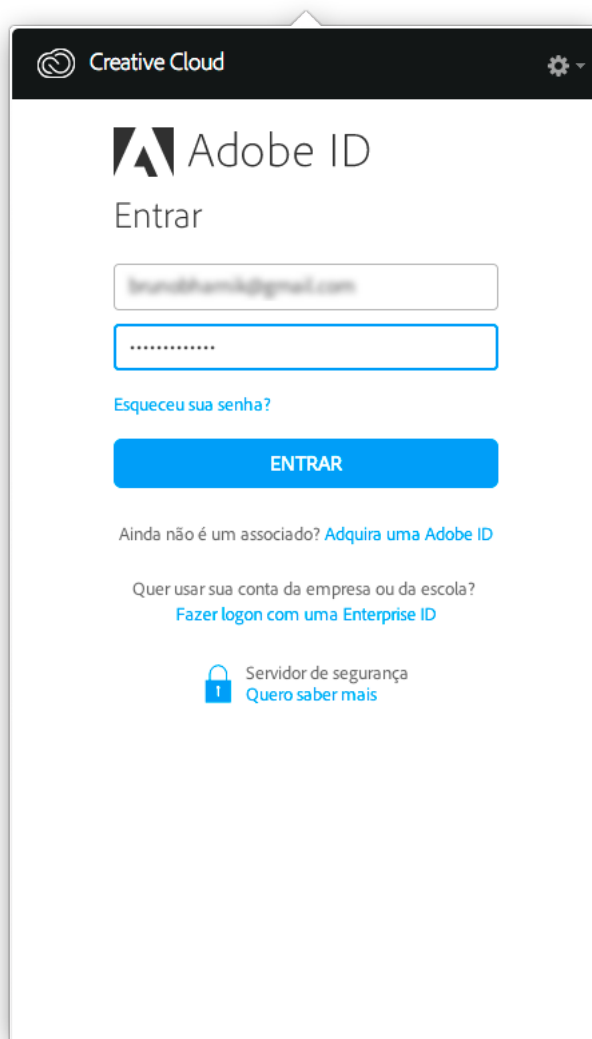 Creative Cloud
Adobe ID
Entrar
•••••••••••••
Esqueceu sua senha?
ENTRAR
Ainda não é um associado? Adquira uma Adobe ID
Quer usar sua conta da empresa ou da escola?
Fazer logon com uma Enterprise ID
Servidor de segurança
Quero saber mais